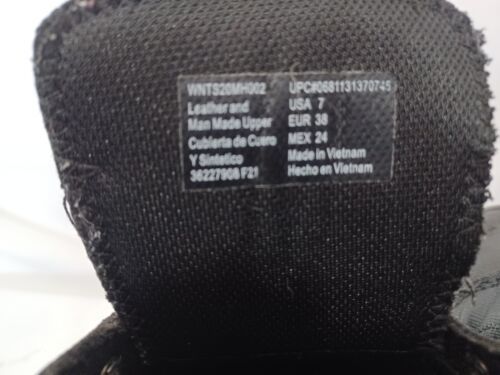 WNTS20MH002
Leather and
Man Made Upper
Cubierta de Cuero
Y Sintetico
36227908 F21
UPC#0681131370745
USA 7
EUR 38
MEX 24
Made in Vietnam
Hecho en Vietnam